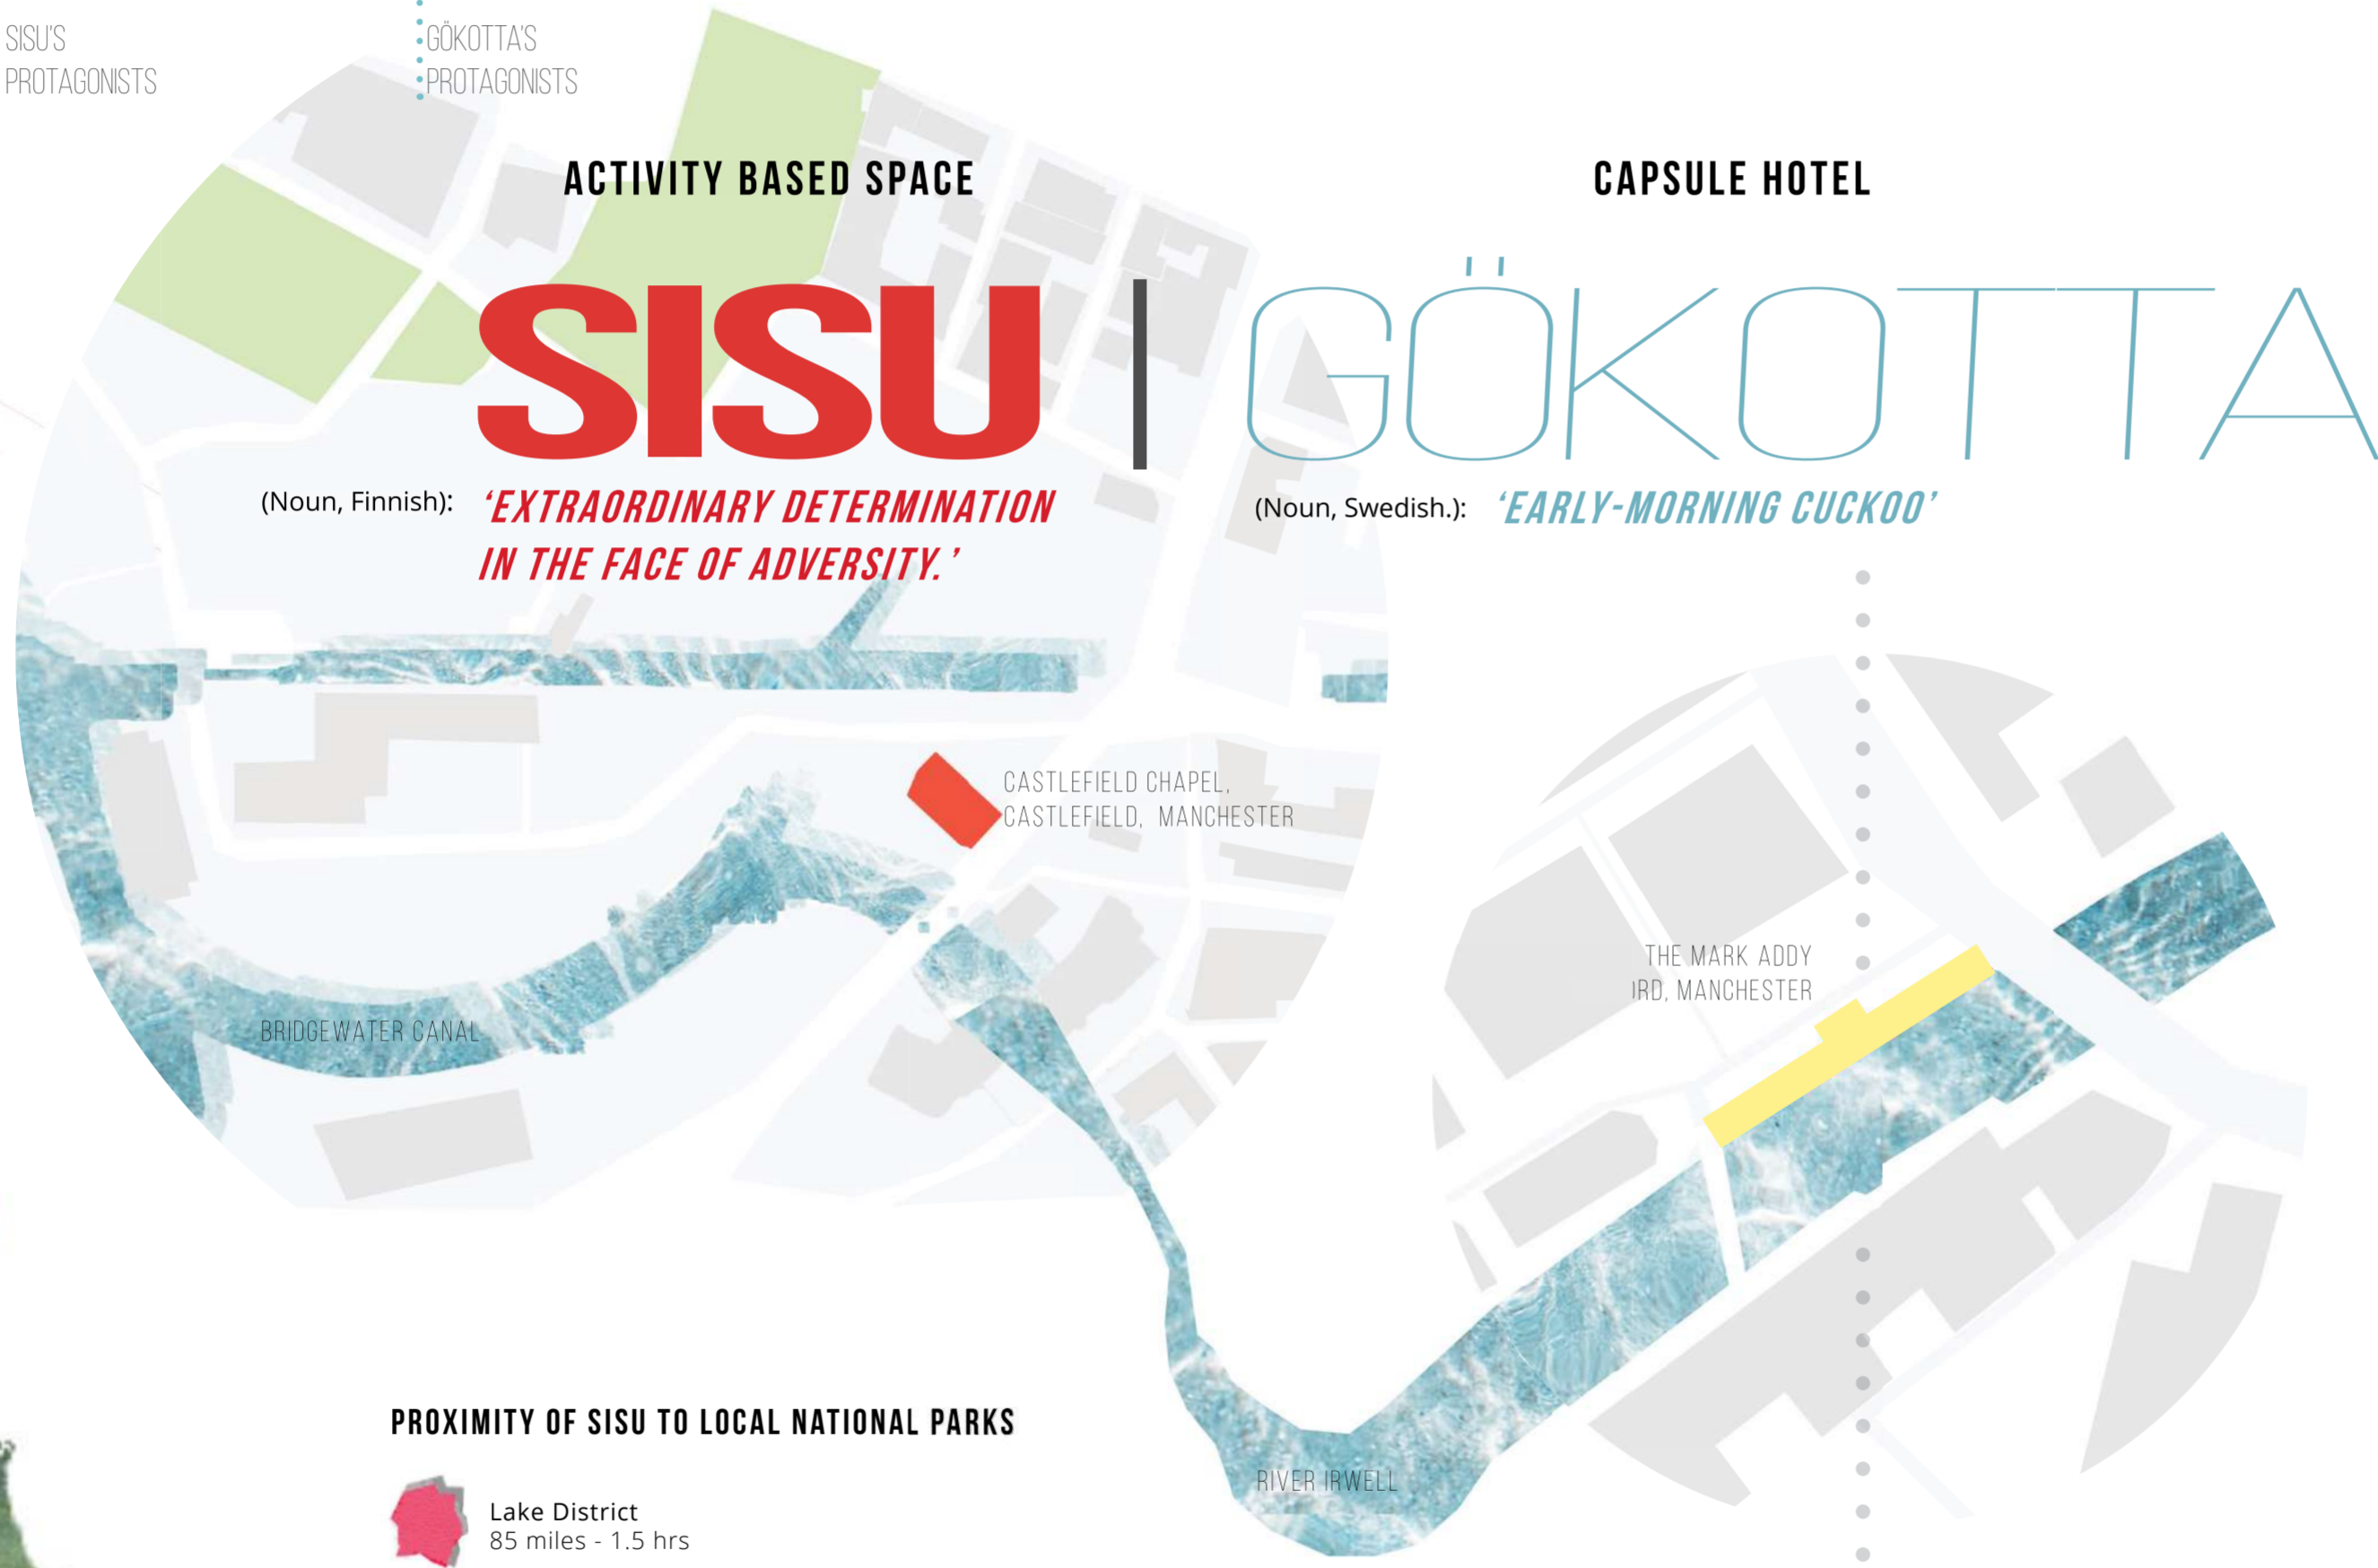 SISU'S
PROTAGONISTS
GÖKOTTA'S
PROTAGONISTS
ACTIVITY BASED SPACE
CAPSULE HOTEL
SISU | GÖKOTTA
(Noun, Finnish): ‘EXTRAORDINARY DETERMINATION
IN THE FACE OF ADVERSITY.’
(Noun, Swedish.): ‘EARLY-MORNING CUCKOO’
CASTLEFIELD CHAPEL,
CASTLEFIELD, MANCHESTER
THE MARK ADDY
RD, MANCHESTER
BRIDGEWATER CANAL
PROXIMITY OF SISU TO LOCAL NATIONAL PARKS
RIVER IRWELL
Lake District
85 miles - 1.5 hrs